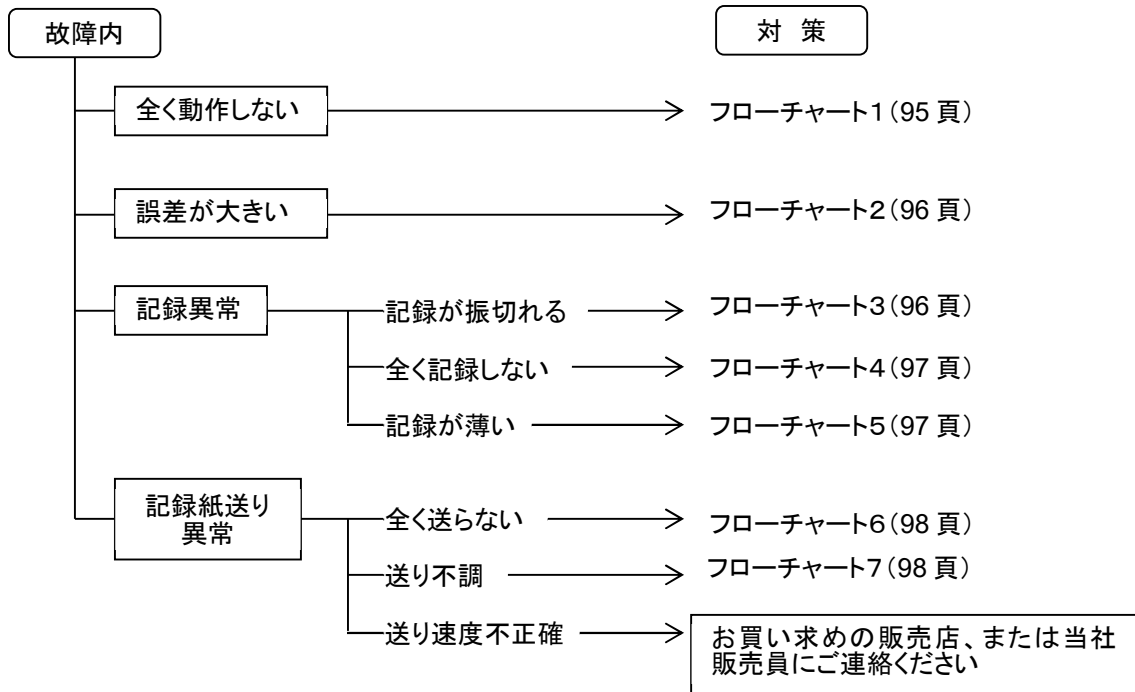 故障内
対 策
全く動作しない
フローチャート1(95 頁)
誤差が大きい
フローチャート2(96 頁)
記録異常
記録が振切れる
フローチャート3(96 頁)
全く記録しない
フローチャート4(97 頁)
記録が薄い
フローチャート5(97 頁)
記録紙送り
異常
全く送らない
フローチャート6(98 頁)
送り不調
フローチャート7(98 頁)
送り速度不正確
お買い求めの販売店、または当社
販売員にご連絡ください